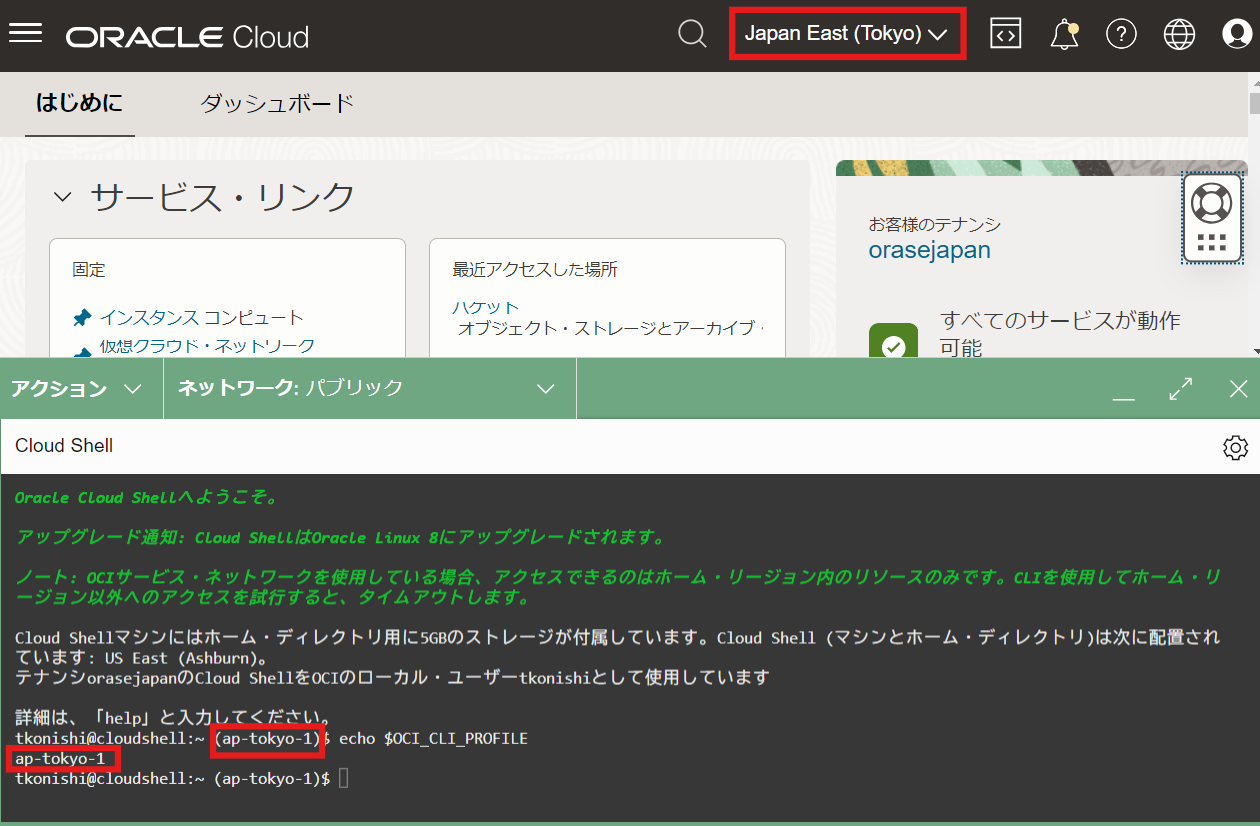 ORACLE Cloud
Japan East (Tokyo)
はじめに
ダッシュボード
サービス・リンク
固定
インスタンス コンピュート
仮想クラウド・ネットワーク
最近アクセスした場所
バケット
オブジェクト・ストレージとアーカイブ・
お客様のテナンシ
orasejapan
すべてのサービスが動作
可能
アクション
ネットワーク: パブリック
Cloud Shell
Oracle Cloud Shellへようこそ。
アップグレード通知: Cloud ShellはOracle Linux 8にアップグレードされます。
ノート: OCIサービス・ネットワークを使用している場合、アクセスできるのはホーム・リージョン内のリソースのみです。CLIを使用してホーム・リ
ージョン以外へのアクセスを試行すると、タイムアウトします。
Cloud Shellマシンにはホーム・ディレクトリ用に5GBのストレージが付属しています。Cloud Shell (マシンとホーム・ディレクトリ)は次に配置され
ています: US East (Ashburn)。
テナンシorasejapanのCloud ShellをOCIのローカル・ユーザーtkonishiとして使用しています
詳細は、「help」と入力してください。
tkonishi@cloudshell:~ (ap-tokyo-1)$ echo $OCI_CLI_PROFILE
ap-tokyo-1
tkonishi@cloudshell:~ (ap-tokyo-1)$